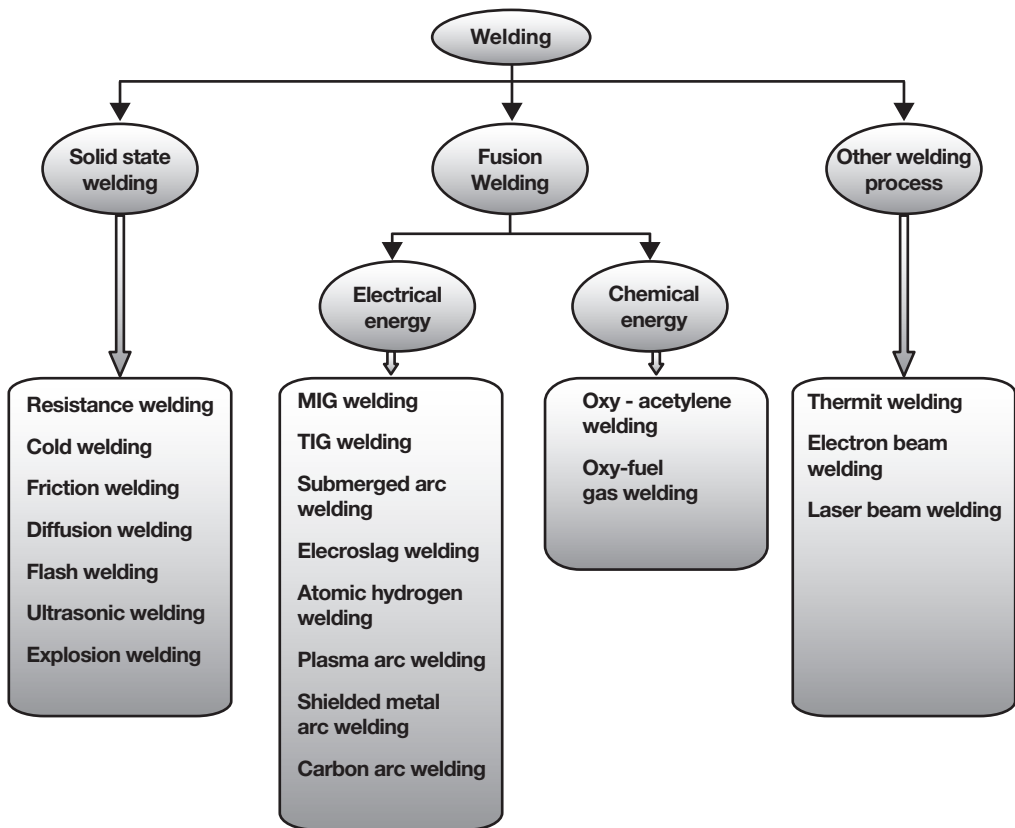 Welding
Solid state
welding
Fusion
Welding
Other welding
process
Electrical
energy
Chemical
energy
Resistance welding
Cold welding
Friction welding
Diffusion welding
Flash welding
Ultrasonic welding
Explosion welding
MIG welding
TIG welding
Submerged arc
welding
Elecroslag welding
Atomic hydrogen
welding
Plasma arc welding
Shielded metal
arc welding
Carbon arc welding
Oxy - acetylene
welding
Oxy-fuel
gas welding
Thermit welding
Electron beam
welding
Laser beam welding